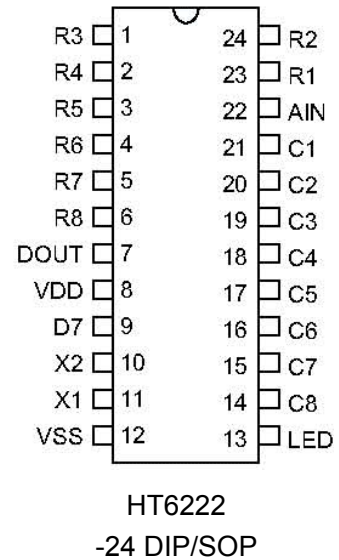 R3 1 24 R2
R4 2 23 R1
R5 3 22 AIN
R6 4 21 C1
R7 5 20 C2
R8 6 19 C3
DOUT 7 18 C4
VDD 8 17 C5
D7 9 16 C6
X2 10 15 C7
X1 11 14 C8
VSS 12 13 LED
HT6222
-24 DIP/SOP